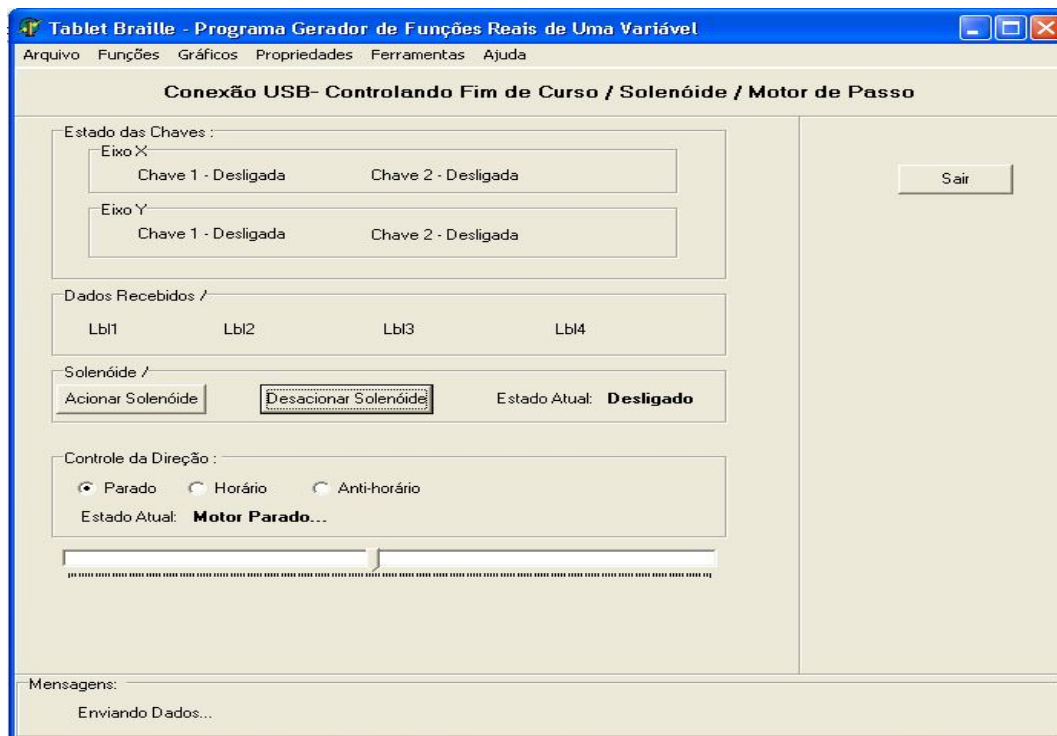 Tablet Braille - Programa Gerador de Funções Reais de Uma Variável
Arquivo Funções Gráficos Propriedades Ferramentas Ajuda
Conexão USB- Controlando Fim de Curso / Solenóide / Motor de Passo
Estado das Chaves :
Eixo X
Chave 1 - Desligada Chave 2 - Desligada
Sair
Eixo Y
Chave 1 - Desligada Chave 2 - Desligada
Dados Recebidos /
Lbl1 Lbl2 Lbl3 Lbl4
Solenóide /
Acionar Solenóide Desacionar Solenóide Estado Atual: Desligado
Controle da Direção :
Parado Horário Anti-horário
Estado Atual: Motor Parado...
Mensagens:
Enviando Dados...